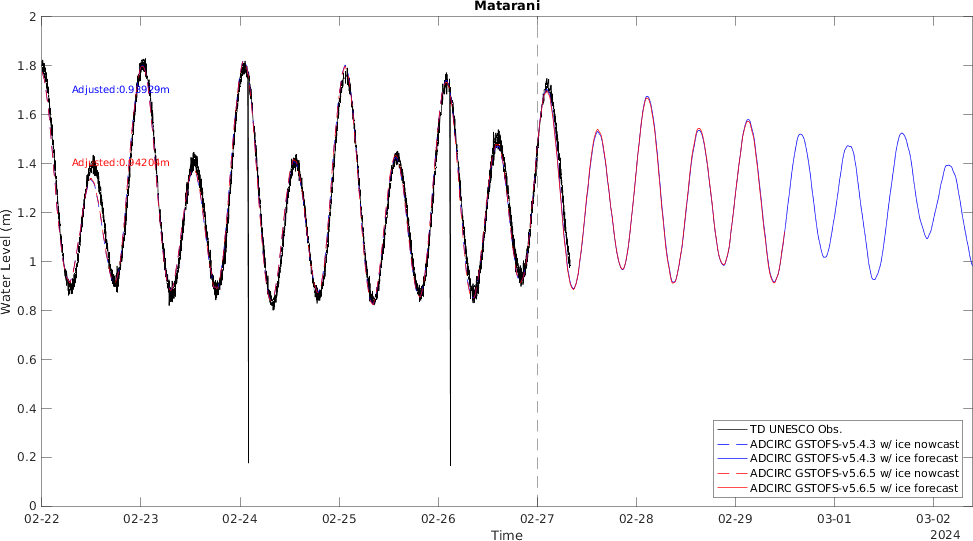 Matarani
2
1.8
1.6
1.4
1.2
1
0.8
0.6
0.4
0.2
0
Water Level (m)
Adjusted:0.93929m
Adjusted:0.94204m
TD UNESCO Obs.
ADCIRC GSTOFS-v5.4.3 w/ ice nowcast
ADCIRC GSTOFS-v5.4.3 w/ ice forecast
ADCIRC GSTOFS-v5.6.5 w/ ice nowcast
ADCIRC GSTOFS-v5.6.5 w/ ice forecast
02-22 02-23 02-24 02-25 02-26 02-27 02-28 02-29 03-01 03-02
Time
2024